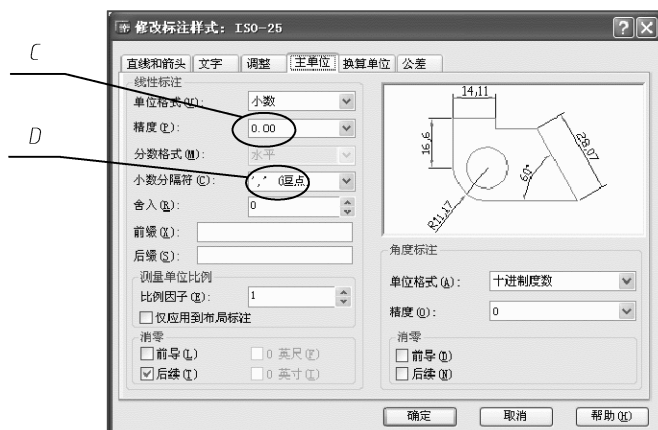 修改标注样式: ISO-25
直线和箭头 文字 调整 主单位 换算单位 公差
C
D
线性标注
单位格式(U): 小数
精度(P): 0.00
分数格式(M): 水平
小数分隔符(C): ',' (逗点
舍入(R): 0
前缀(X):
后缀(S):
测量单位比例
比例因子(E): 1
仅应用到布局标注
消零
前导(L) 0 英尺(F)
后续(T) 0 英寸(I)
14,11
16,6
28,07
60°
R11,17
角度标注
单位格式(A): 十进制度数
精度(O): 0
消零
前导(D)
后续(N)
确定 取消 帮助(H)